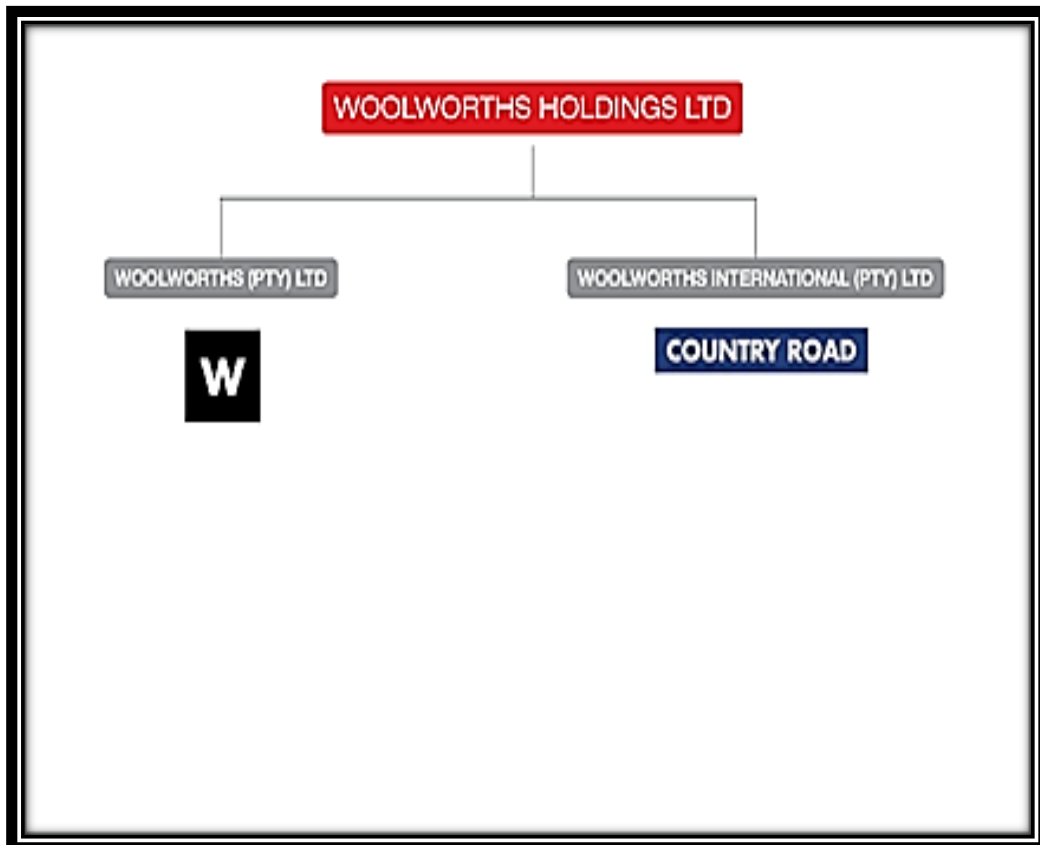 WOOLWORTHS HOLDINGS LTD
WOOLWORTHS (PTY) LTD
WOOLWORTHS INTERNATIONAL (PTY) LTD
W
COUNTRY ROAD